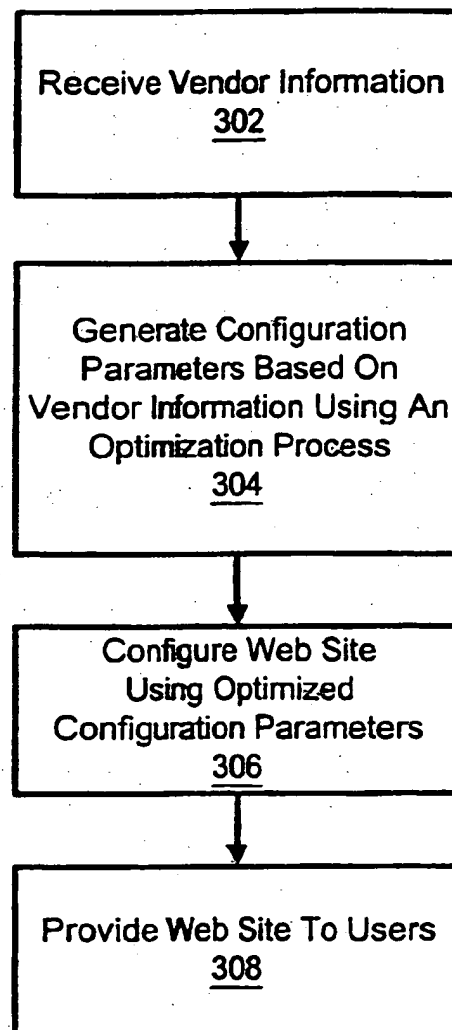 Receive Vendor Information
302
Generate Configuration
Parameters Based On
Vendor Information Using An
Optimization Process
304
Configure Web Site
Using Optimized
Configuration Parameters
306
Provide Web Site To Users
308